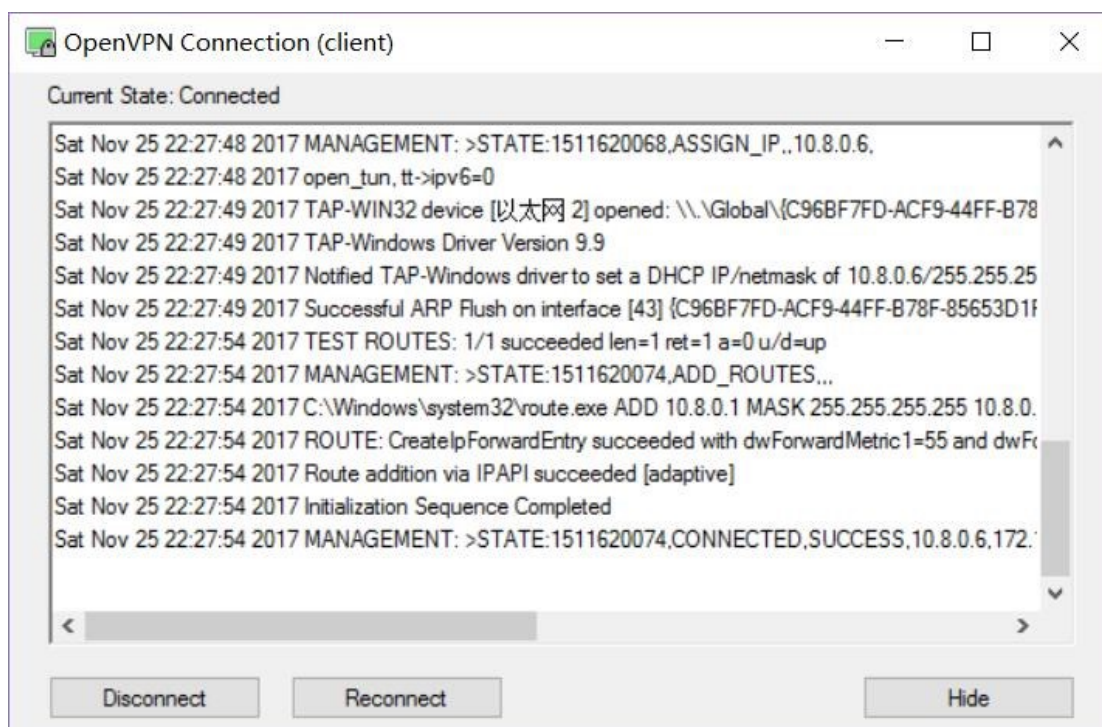 OpenVPN Connection (client)
Current State: Connected
Sat Nov 25 22:27:48 2017 MANAGEMENT: >STATE:1511620068,ASSIGN_IP,,10.8.0.6,
Sat Nov 25 22:27:48 2017 open_tun, tt->ipv6=0
Sat Nov 25 22:27:49 2017 TAP-WIN32 device [以太网 2] opened: \\.\Global\{C96BF7FD-ACF9-44FF-B78
Sat Nov 25 22:27:49 2017 TAP-Windows Driver Version 9.9
Sat Nov 25 22:27:49 2017 Notified TAP-Windows driver to set a DHCP IP/netmask of 10.8.0.6/255.255.25
Sat Nov 25 22:27:49 2017 Successful ARP Flush on interface [43] {C96BF7FD-ACF9-44FF-B78F-85653D1F
Sat Nov 25 22:27:54 2017 TEST ROUTES: 1/1 succeeded len=1 ret=1 a=0 u/d=up
Sat Nov 25 22:27:54 2017 MANAGEMENT: >STATE:1511620074,ADD_ROUTES,,,
Sat Nov 25 22:27:54 2017 C:\Windows\system32\route.exe ADD 10.8.0.1 MASK 255.255.255.255 10.8.0.
Sat Nov 25 22:27:54 2017 ROUTE: CreateIpForwardEntry succeeded with dwForwardMetric1=55 and dwFo
Sat Nov 25 22:27:54 2017 Route addition via IPAPI succeeded [adaptive]
Sat Nov 25 22:27:54 2017 Initialization Sequence Completed
Sat Nov 25 22:27:54 2017 MANAGEMENT: >STATE:1511620074,CONNECTED,SUCCESS,10.8.0.6,172.
Disconnect Reconnect Hide